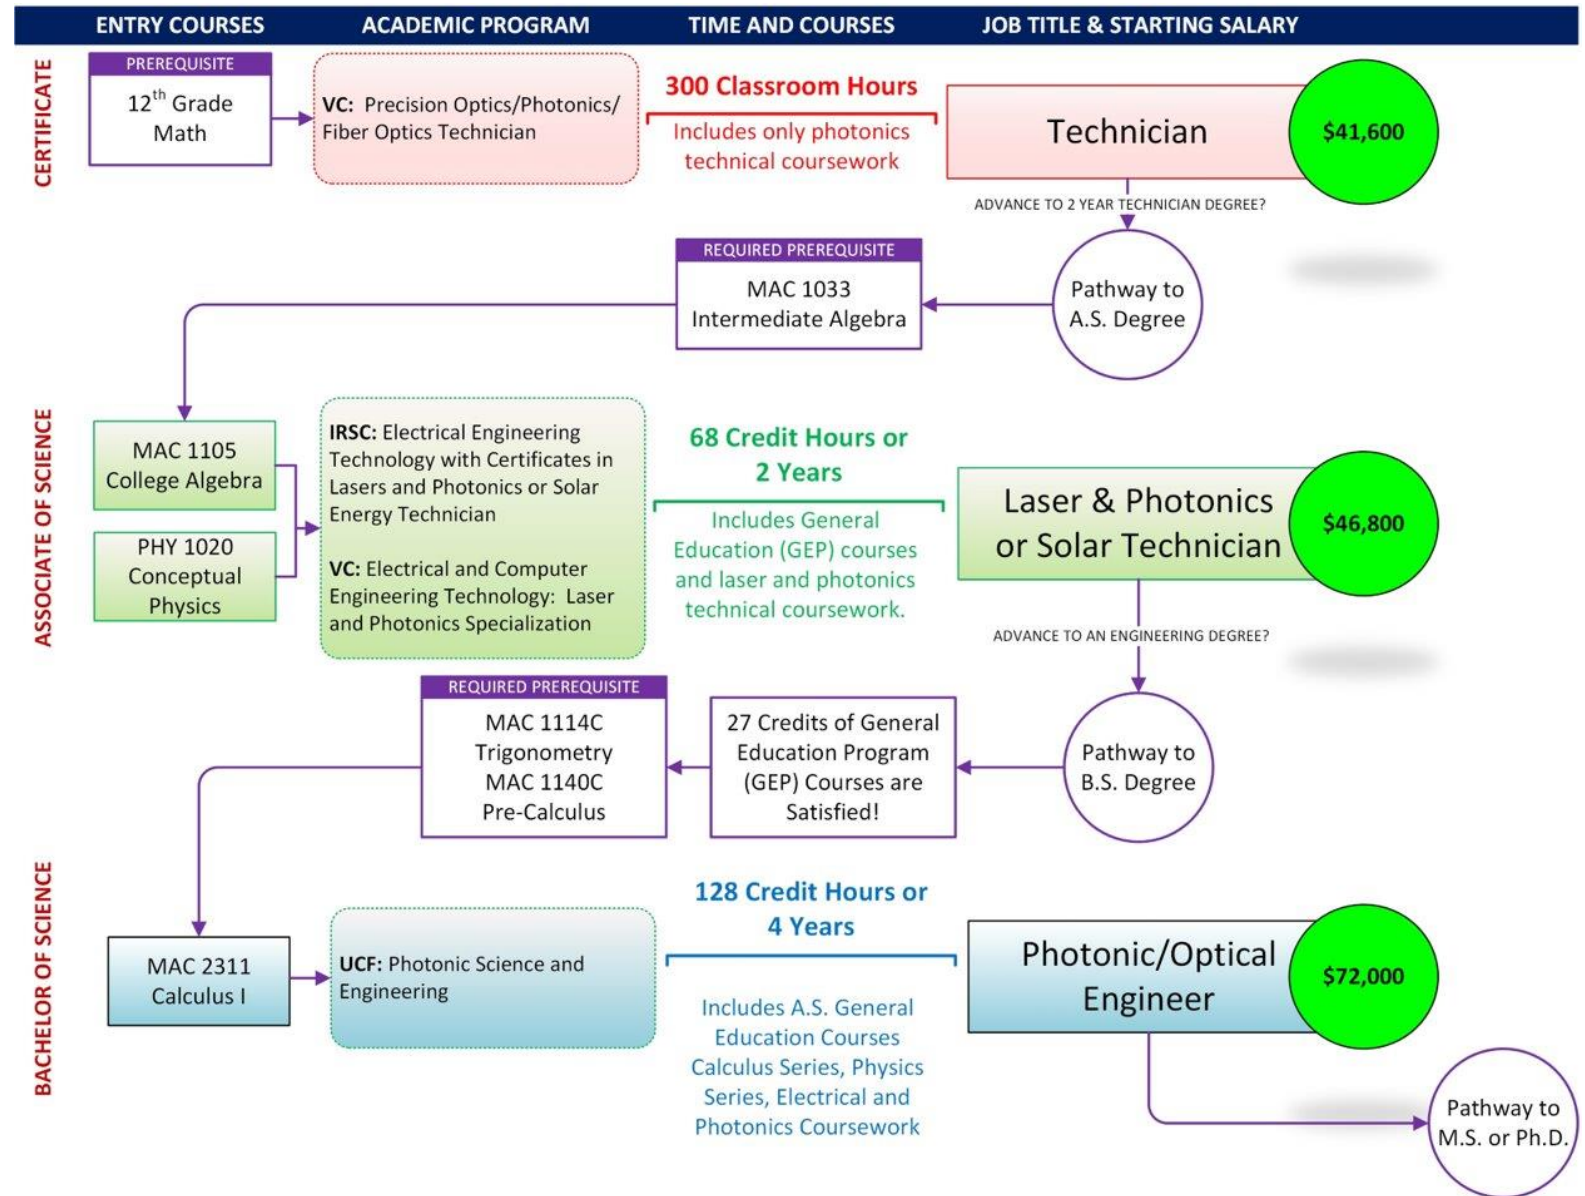 ENTRY COURSES
ACADEMIC PROGRAM
TIME AND COURSES
JOB TITLE & STARTING SALARY
CERTIFICATE
PREREQUISITE
12th Grade
Math
VC: Precision Optics/Photonics/
Fiber Optics Technician
300 Classroom Hours
Includes only photonics
technical coursework
Technician
$41,600
ADVANCE TO 2 YEAR TECHNICIAN DEGREE?
Pathway to
A.S. Degree
REQUIRED PREREQUISITE
MAC 1033
Intermediate Algebra
ASSOCIATE OF SCIENCE
MAC 1105
College Algebra
PHY 1020
Conceptual
Physics
IRSC: Electrical Engineering
Technology with Certificates in
Lasers and Photonics or Solar
Energy Technician
VC: Electrical and Computer
Engineering Technology: Laser
and Photonics Specialization
68 Credit Hours or
2 Years
Includes General
Education (GEP) courses
and laser and photonics
technical coursework.
Laser & Photonics
or Solar Technician
$46,800
ADVANCE TO AN ENGINEERING DEGREE?
Pathway to
B.S. Degree
27 Credits of General
Education Program
(GEP) Courses are
Satisfied!
REQUIRED PREREQUISITE
MAC 1114C
Trigonometry
MAC 1140C
Pre-Calculus
BACHELOR OF SCIENCE
MAC 2311
Calculus I
UCF: Photonic Science and
Engineering
128 Credit Hours or
4 Years
Includes A.S. General
Education Courses
Calculus Series, Physics
Series, Electrical and
Photonics Coursework
Photonic/Optical
Engineer
$72,000
Pathway to
M.S. or Ph.D.